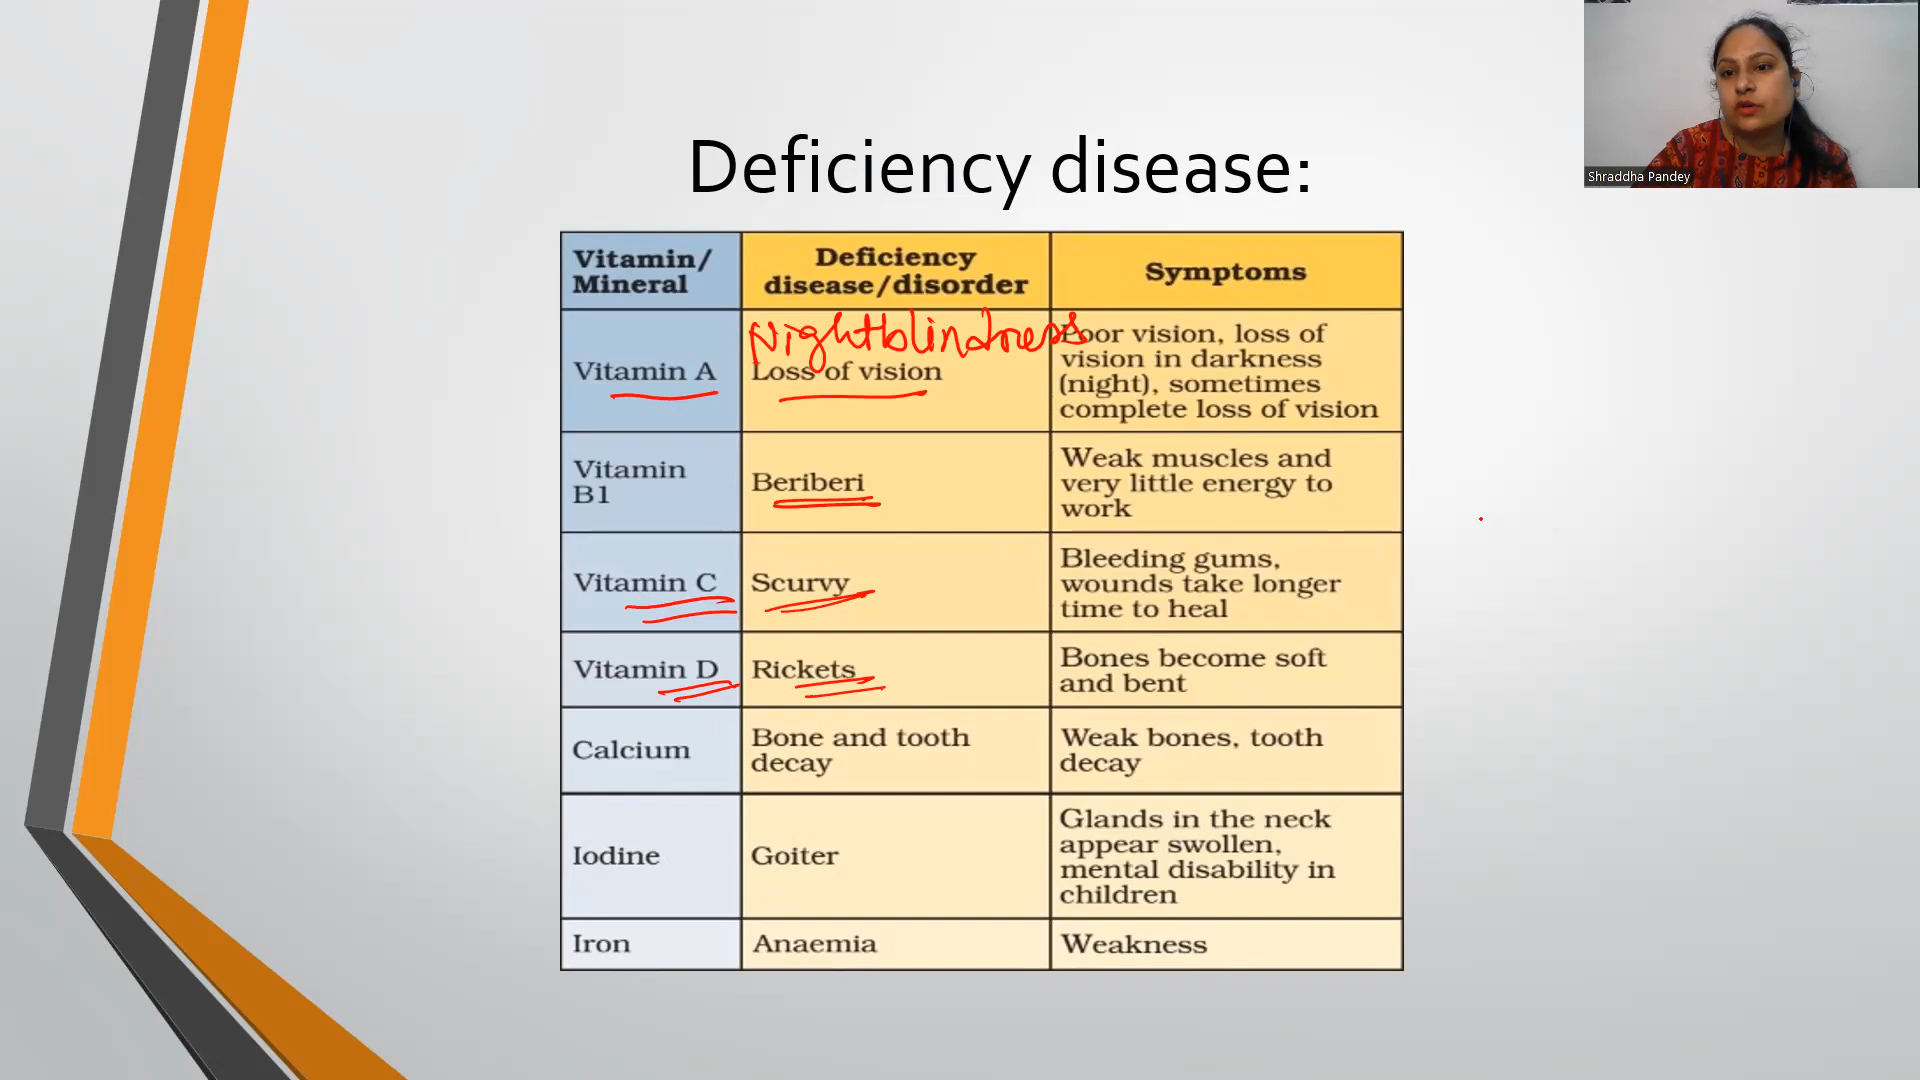 Shraddha Pandey
Deficiency disease:
Vitamin/
Mineral
Deficiency
disease/disorder
Symptoms
Vitamin A
Nightblindness
Loss of vision
Poor vision, loss of
vision in darkness
(night), sometimes
complete loss of vision
Vitamin
B1
Beriberi
Weak muscles and
very little energy to
work
Vitamin C
Scurvy
Bleeding gums,
wounds take longer
time to heal
Vitamin D
Rickets
Bones become soft
and bent
Calcium
Bone and tooth
decay
Weak bones, tooth
decay
Iodine
Goiter
Glands in the neck
appear swollen,
mental disability in
children
Iron
Anaemia
Weakness